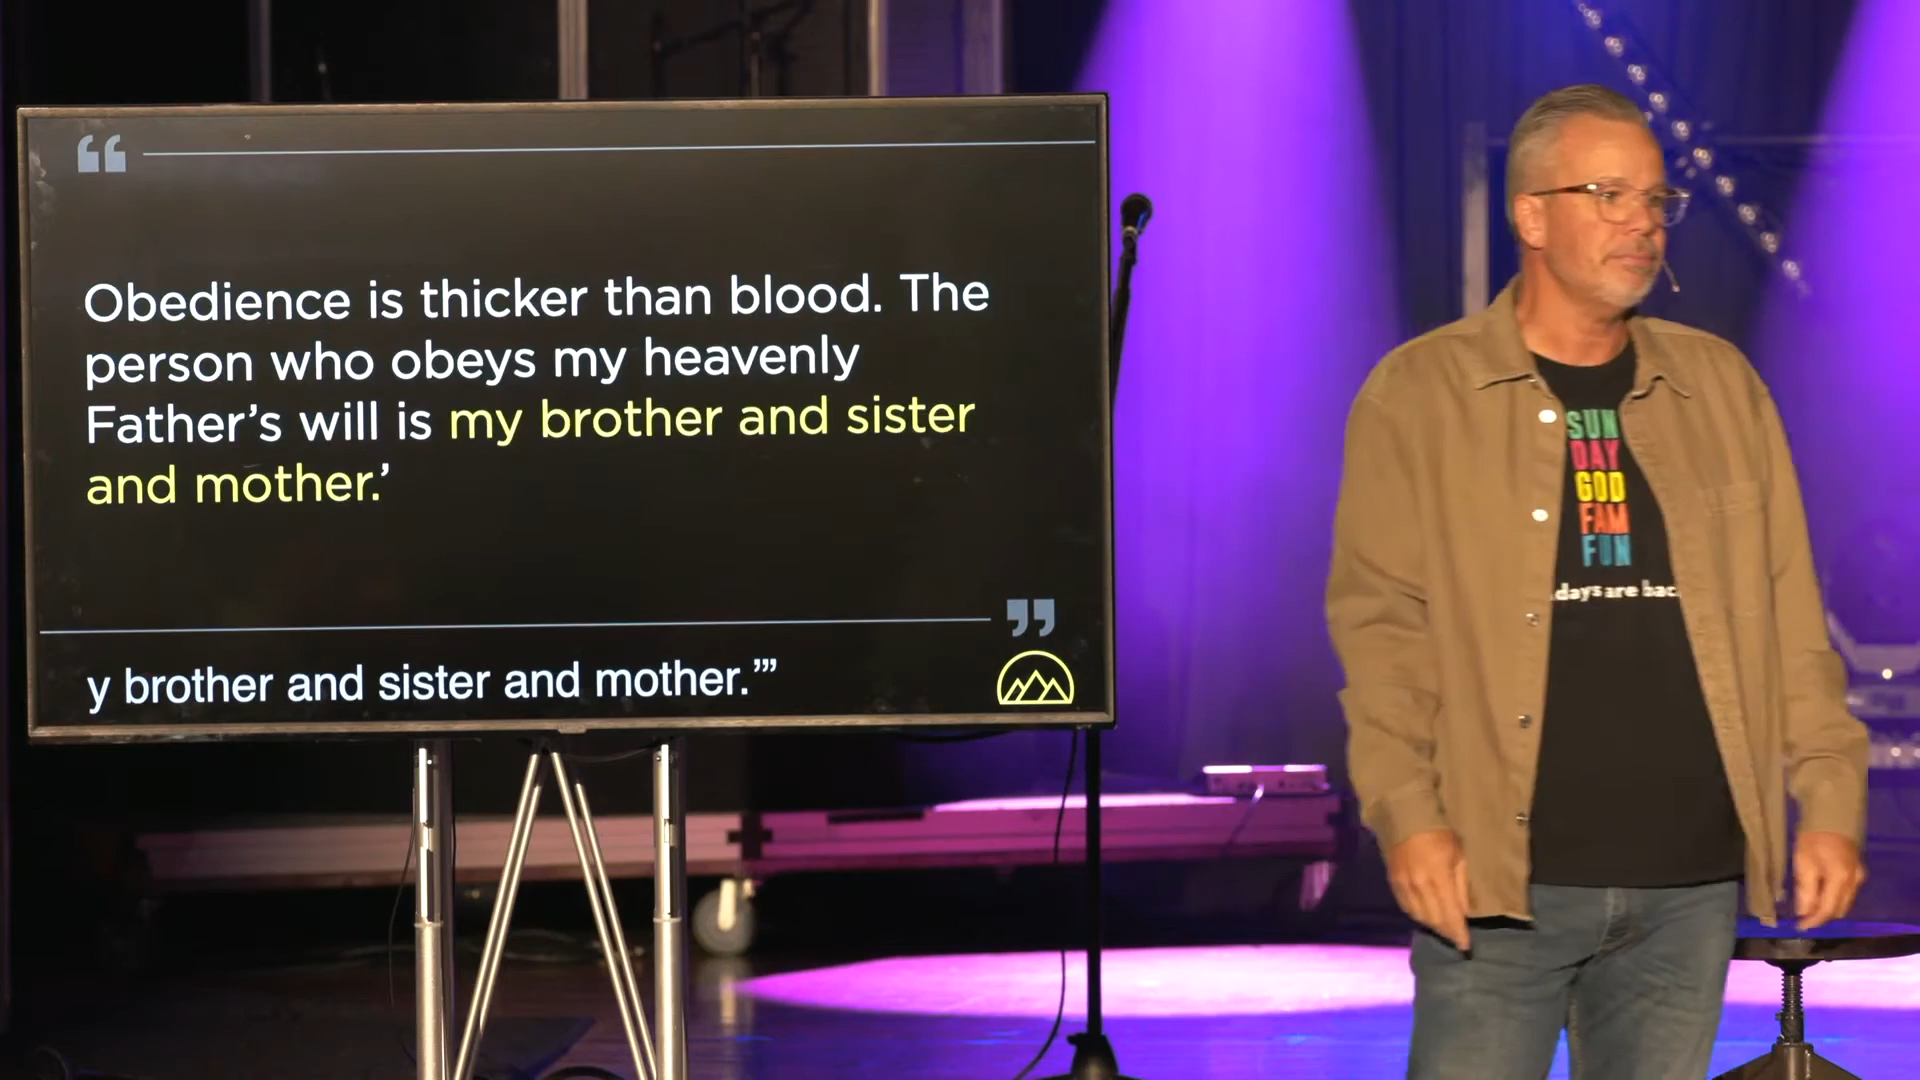 “
Obedience is thicker than blood. The
person who obeys my heavenly
Father’s will is my brother and sister
and mother.’
”
y brother and sister and mother.’”
SUN
DAY
GOD
FAM
FUN
days are bac